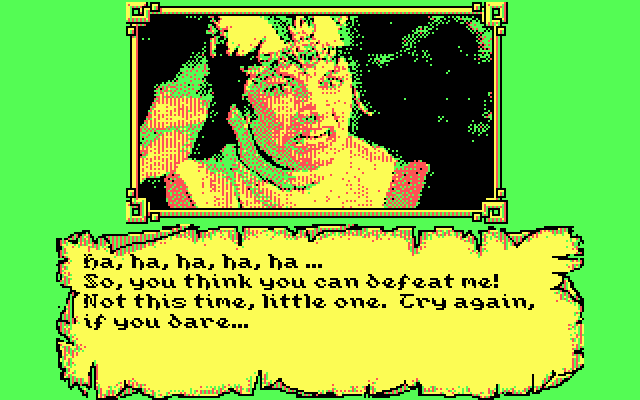 ha, ha, ha, ha, ha ...
So, you think you can defeat me!
Not this time, little one. Try again,
if you dare...